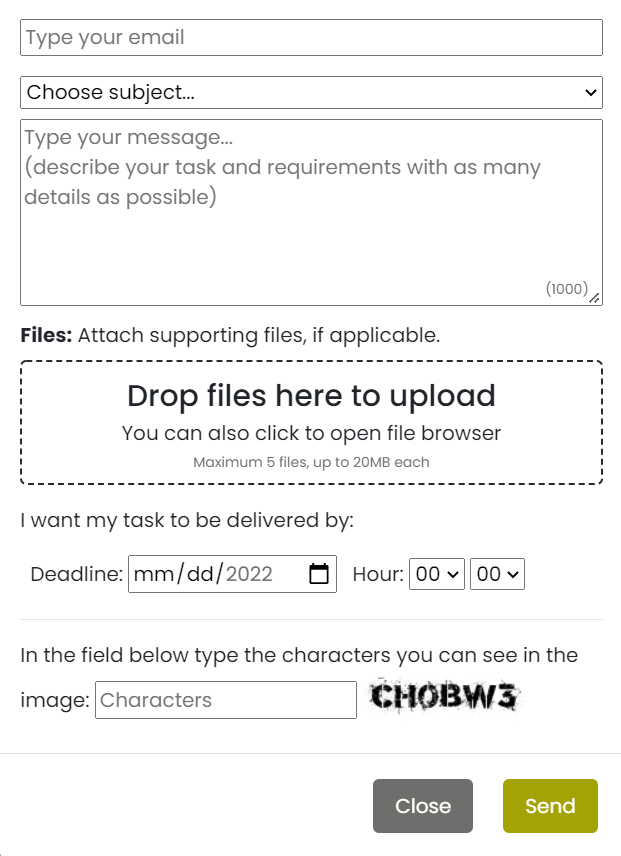 Type your email
Choose subject...
Type your message...
(describe your task and requirements with as many
details as possible)
(1000)
Files: Attach supporting files, if applicable.
Drop files here to upload
You can also click to open file browser
Maximum 5 files, up to 20MB each
I want my task to be delivered by:
Deadline: mm/dd/2022 Hour: 00 00
In the field below type the characters you can see in the
image: Characters CHOBW3
Close Send